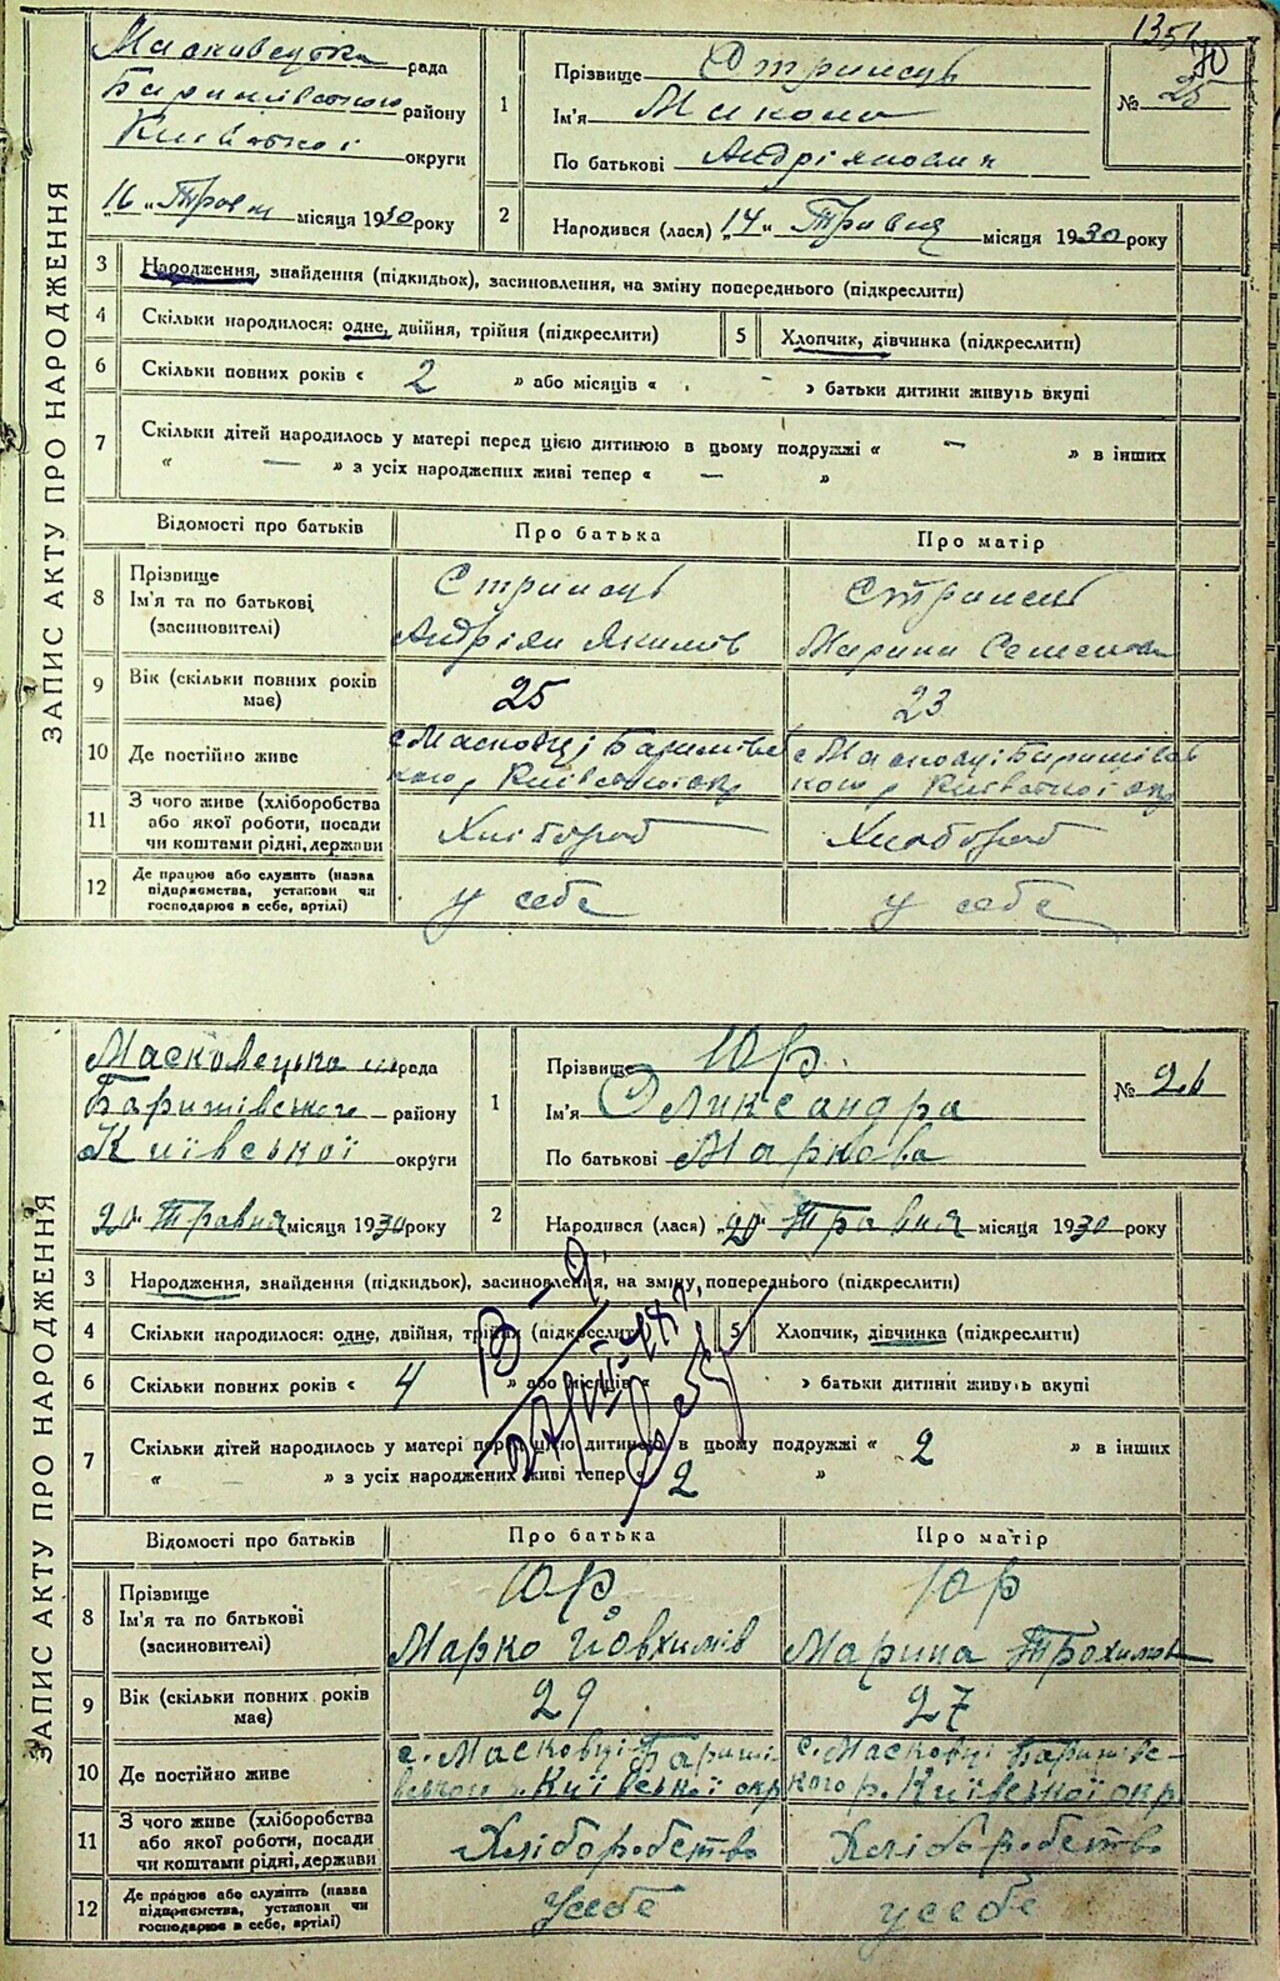 135
70
ЗАПИС АКТУ ПРО НАРОДЖЕННЯ
рада
району
округи
"16" Травня місяця 1930 року
1
Прізвище
Ім'я Микола
По батькові Андріянович
№ 25
2
Народився (лася) "14" Травня місяця 1930 року
3 Народження, знайдення (підкидьок), засиновлення, на зміну попереднього (підкреслити)
4 Скільки народилося: одне, двійня, трійня (підкреслити) 5 Хлопчик, дівчинка (підкреслити)
6 Скільки повних років « 2 » або місяців « - » батьки дитини живуть вкупі
7 Скільки дітей народилось у матері перед цією дитиною в цьому подружжі « — » в інших
« — » з усіх народжених живі тепер « — »
Відомості про батьків Про батька Про матір
8 Прізвище
Ім'я та по батькові
(засиновителі)
Андріян Якимів
Марина Семенова
9 Вік (скільки повних років має) 25 23
10 Де постійно живе
11 З чого живе (хліборобства або якої роботи, посади чи коштами рідні, держави Хлібороб Хлібороб
12 Де працює або служить (назва підприємства, установи чи господарює в себе, артілі) у себе у себе
ЗАПИС АКТУ ПРО НАРОДЖЕННЯ
Масковецька рада
Баришівського району
Київської округи
20 Травня місяця 1930 року
1
Прізвище Юр
Ім'я Олександра
По батькові Маркова
№ 26
2
Народився (лася) "20" Травня місяця 1930 року
3 Народження, знайдення (підкидьок), засиновлення, на зміну попереднього (підкреслити)
4 Скільки народилося: одне, двійня, трійня (підкреслити) 5 Хлопчик, дівчинка (підкреслити)
6 Скільки повних років « 4 » або місяців « » батьки дитини живуть вкупі
7 Скільки дітей народилось у матері перед цією дитиною в цьому подружжі « 2 » в інших
« — » з усіх народжених живі тепер « 2 »
Відомості про батьків Про батька Про матір
8 Прізвище
Ім'я та по батькові
(засиновителі)
Юр Юр
Марко Йовхимів Марина Трохимов
9 Вік (скільки повних років має) 29 27
10 Де постійно живе
с. Масковці Баришівського р. Київської окр
с. Масковці Баришівського р. Київської окр
11 З чого живе (хліборобства або якої роботи, посади чи коштами рідні, держави Хліборобство Хліборобство
12 Де працює або служить (назва підприємства, установи чи господарює в себе, артілі) у себе у себе